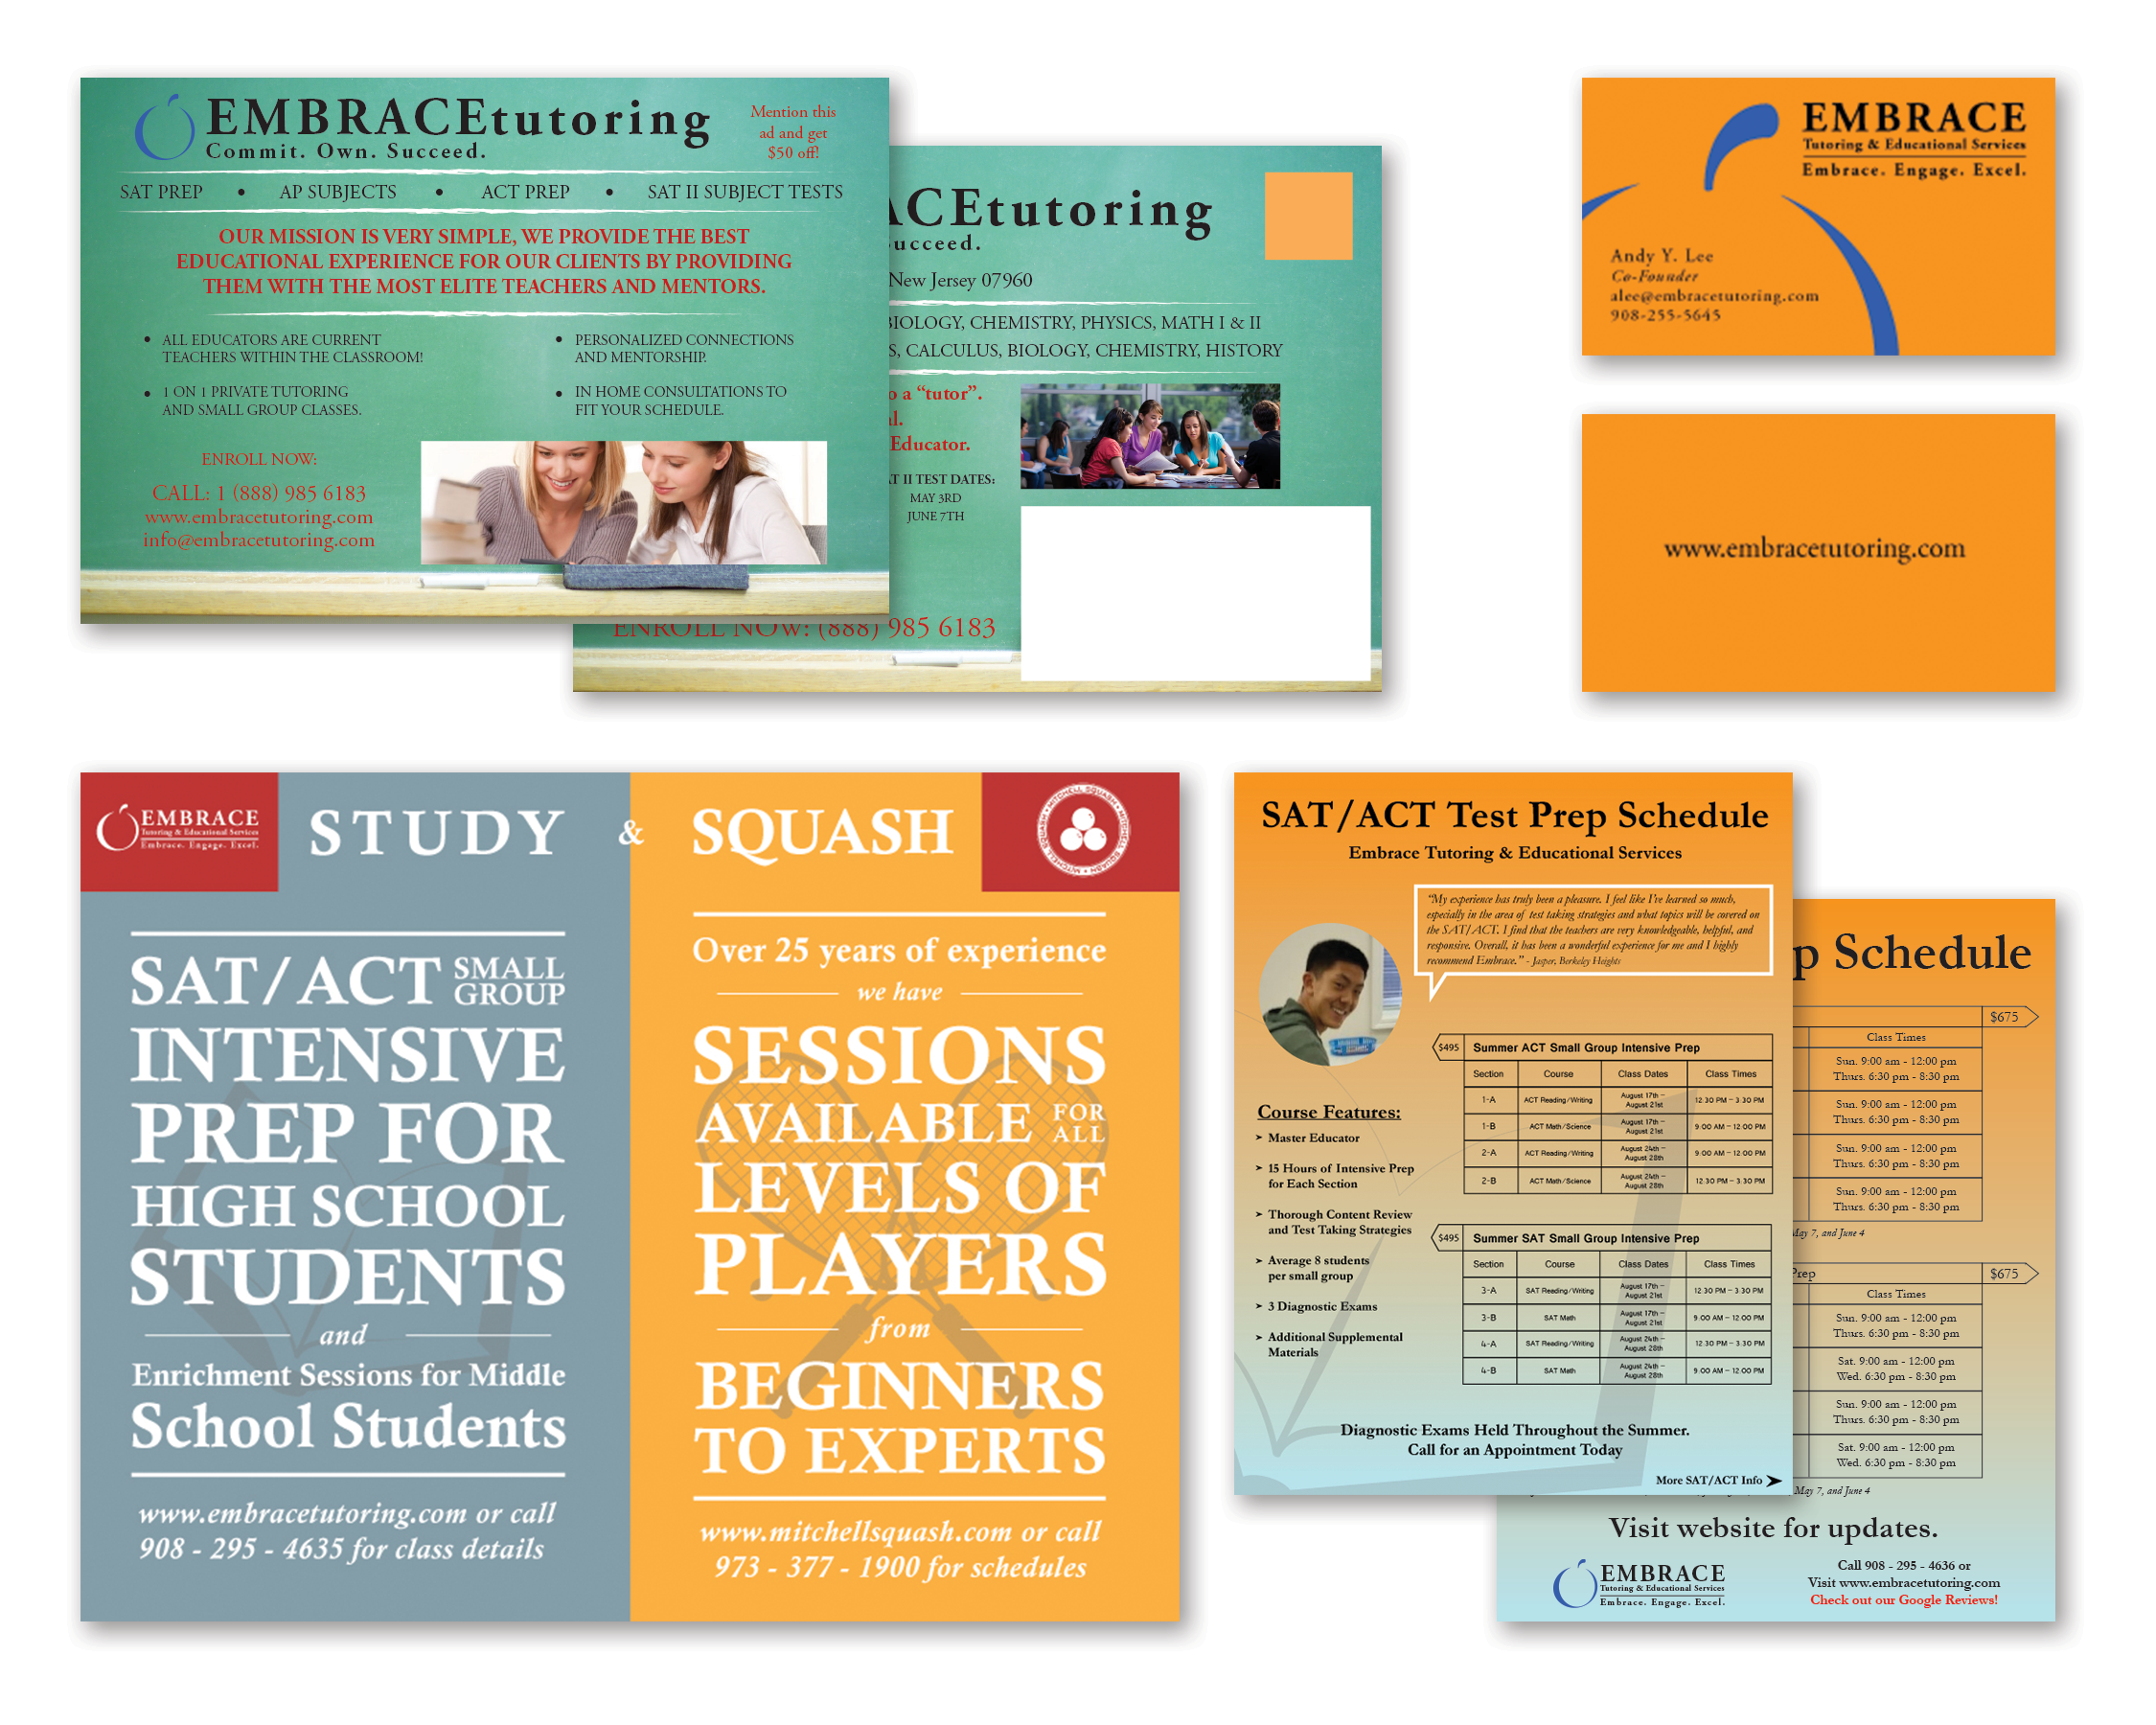 EMBRACEtutoring
Commit. Own. Succeed.
Mention this
ad and get
$50 off!
SAT PREP • AP SUBJECTS • ACT PREP • SAT II SUBJECT TESTS
OUR MISSION IS VERY SIMPLE, WE PROVIDE THE BEST
EDUCATIONAL EXPERIENCE FOR OUR CLIENTS BY PROVIDING
THEM WITH THE MOST ELITE TEACHERS AND MENTORS.
• ALL EDUCATORS ARE CURRENT
TEACHERS WITHIN THE CLASSROOM!
• 1 ON 1 PRIVATE TUTORING
AND SMALL GROUP CLASSES.
• PERSONALIZED CONNECTIONS
AND MENTORSHIP.
• IN HOME CONSULTATIONS TO
FIT YOUR SCHEDULE.
ENROLL NOW:
CALL: 1 (888) 985 6183
www.embracetutoring.com
info@embracetutoring.com
ACEtutoring
ucceed.
New Jersey 07960
BIOLOGY, CHEMISTRY, PHYSICS, MATH I & II
S, CALCULUS, BIOLOGY, CHEMISTRY, HISTORY
o a “tutor”.
al.
Educator.
AT II TEST DATES:
MAY 3RD
JUNE 7TH
ENROLL NOW: (888) 985 6183
EMBRACE
Tutoring & Educational Services
Embrace. Engage. Excel.
Andy Y. Lee
Co-Founder
alee@embracetutoring.com
908-255-5645
www.embracetutoring.com
EMBRACE
Tutoring & Educational Services
Embrace. Engage. Excel.
STUDY & SQUASH
MITCHELL SQUASH • MITCHELL SQUASH • MITCHELL SQUASH •
SAT/ACT SMALL
GROUP
INTENSIVE
PREP FOR
HIGH SCHOOL
STUDENTS
and
Enrichment Sessions for Middle
School Students
www.embracetutoring.com or call
908 - 295 - 4635 for class details
Over 25 years of experience
we have
SESSIONS
AVAILABLE FOR
ALL
LEVELS OF
PLAYERS
from
BEGINNERS
TO EXPERTS
www.mitchellsquash.com or call
973 - 377 - 1900 for schedules
SAT/ACT Test Prep Schedule
Embrace Tutoring & Educational Services
“My experience has truly been a pleasure. I feel like I’ve learned so much,
especially in the area of test taking strategies and what topics will be covered on
the SAT/ACT. I find that the teachers are very knowledgeable, helpful, and
responsive. Overall, it has been a wonderful experience for me and I highly
recommend Embrace.” - Jasper, Berkeley Heights
Course Features:
➤ Master Educator
➤ 15 Hours of Intensive Prep
for Each Section
➤ Thorough Content Review
and Test Taking Strategies
➤ Average 8 students
per small group
➤ 3 Diagnostic Exams
➤ Additional Supplemental
Materials
$495 Summer ACT Small Group Intensive Prep
Section Course Class Dates Class Times
1-A ACT Reading/Writing August 17th – August 21st 12:30 PM – 3:30 PM
1-B ACT Math/Science August 17th – August 21st 9:00 AM – 12:00 PM
2-A ACT Reading/Writing August 24th – August 28th 9:00 AM – 12:00 PM
2-B ACT Math/Science August 24th – August 28th 12:30 PM – 3:30 PM
$495 Summer SAT Small Group Intensive Prep
Section Course Class Dates Class Times
3-A SAT Reading/Writing August 17th – August 21st 12:30 PM – 3:30 PM
3-B SAT Math August 17th – August 21st 9:00 AM – 12:00 PM
4-A SAT Reading/Writing August 24th – August 28th 12:30 PM – 3:30 PM
4-B SAT Math August 24th – August 28th 9:00 AM – 12:00 PM
Diagnostic Exams Held Throughout the Summer.
Call for an Appointment Today
More SAT/ACT Info ➤
p Schedule
$675
Class Times
Sun. 9:00 am - 12:00 pm
Thurs. 6:30 pm - 8:30 pm
Sun. 9:00 am - 12:00 pm
Thurs. 6:30 pm - 8:30 pm
Sun. 9:00 am - 12:00 pm
Thurs. 6:30 pm - 8:30 pm
Sun. 9:00 am - 12:00 pm
Thurs. 6:30 pm - 8:30 pm
May 7, and June 4
Prep $675
Class Times
Sun. 9:00 am - 12:00 pm
Thurs. 6:30 pm - 8:30 pm
Sat. 9:00 am - 12:00 pm
Wed. 6:30 pm - 8:30 pm
Sun. 9:00 am - 12:00 pm
Thurs. 6:30 pm - 8:30 pm
Sat. 9:00 am - 12:00 pm
Wed. 6:30 pm - 8:30 pm
May 7, and June 4
Visit website for updates.
EMBRACE
Tutoring & Educational Services
Embrace. Engage. Excel.
Call 908 - 295 - 4636 or
Visit www.embracetutoring.com
Check out our Google Reviews!